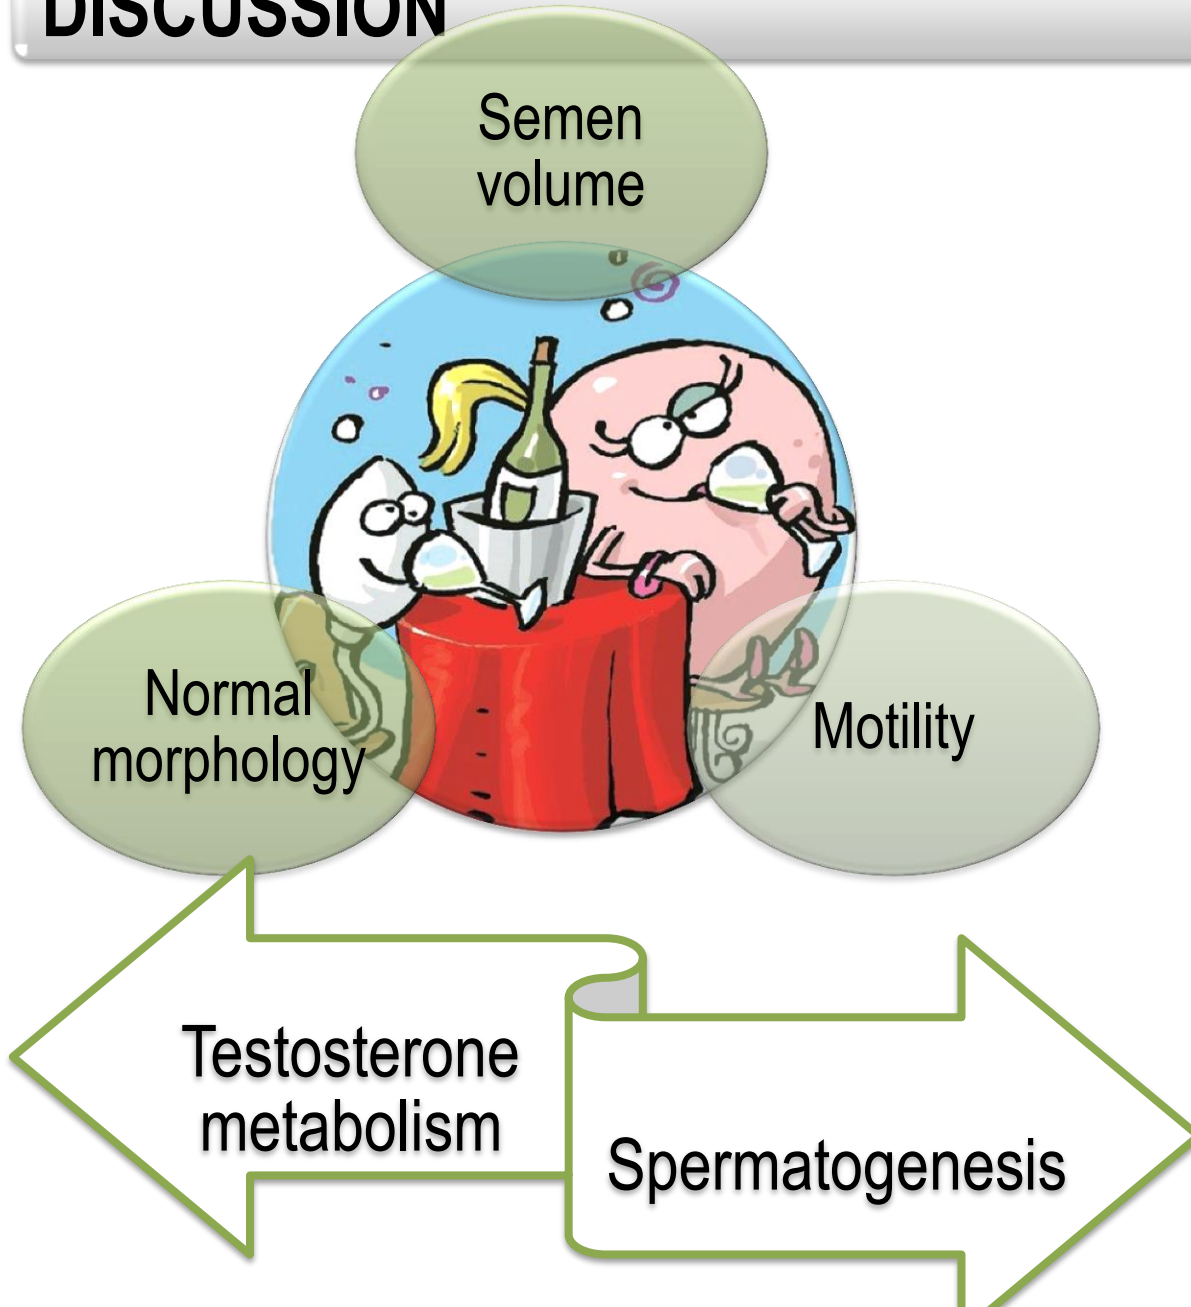 DISCUSSION
Semen
volume
Normal
morphology
Motility
Testosterone
metabolism
Spermatogenesis